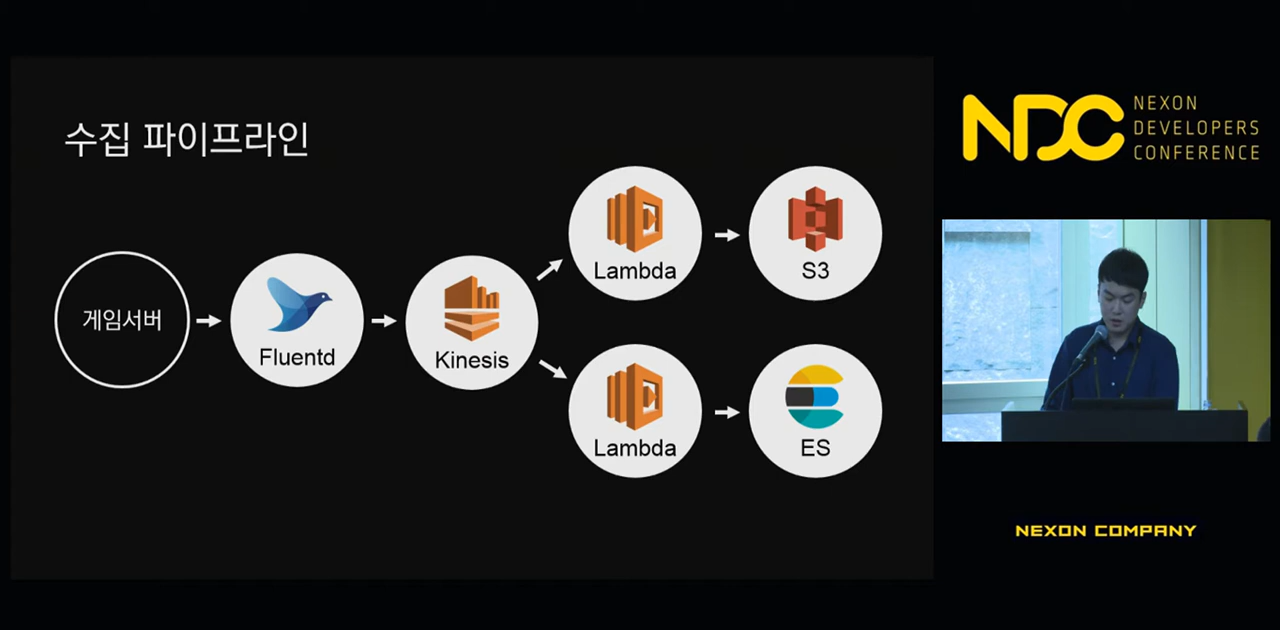 수집 파이프라인
게임서버
Fluentd
Kinesis
Lambda
S3
Lambda
ES
NDC
NEXON
DEVELOPERS
CONFERENCE
NEXON COMPANY